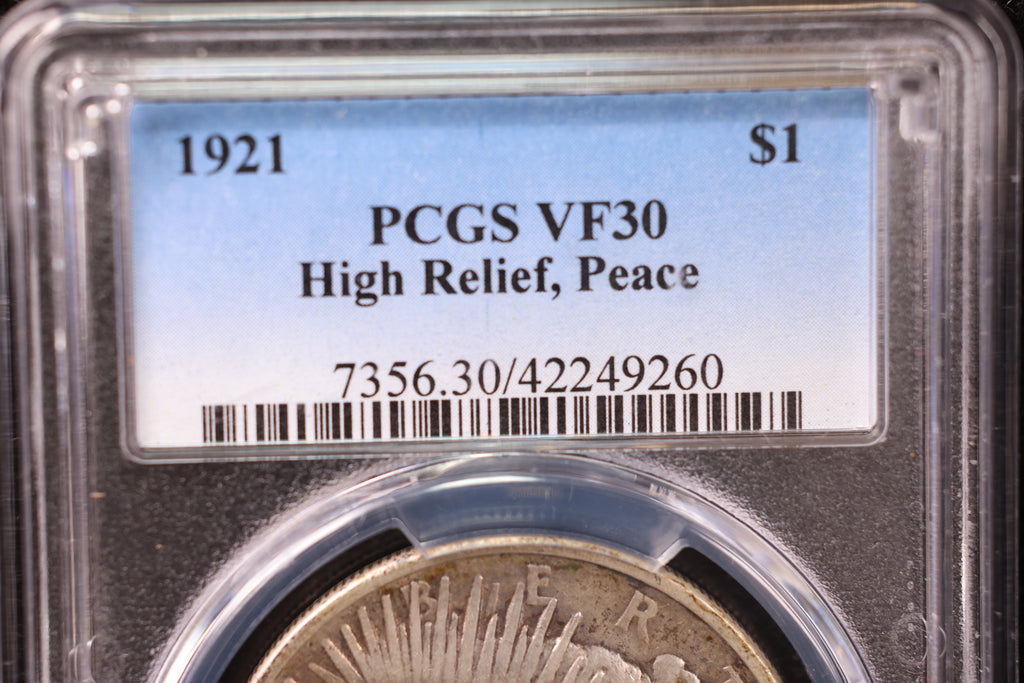 1921 $1
PCGS VF30
High Relief, Peace
7356.30/42249260
B E R